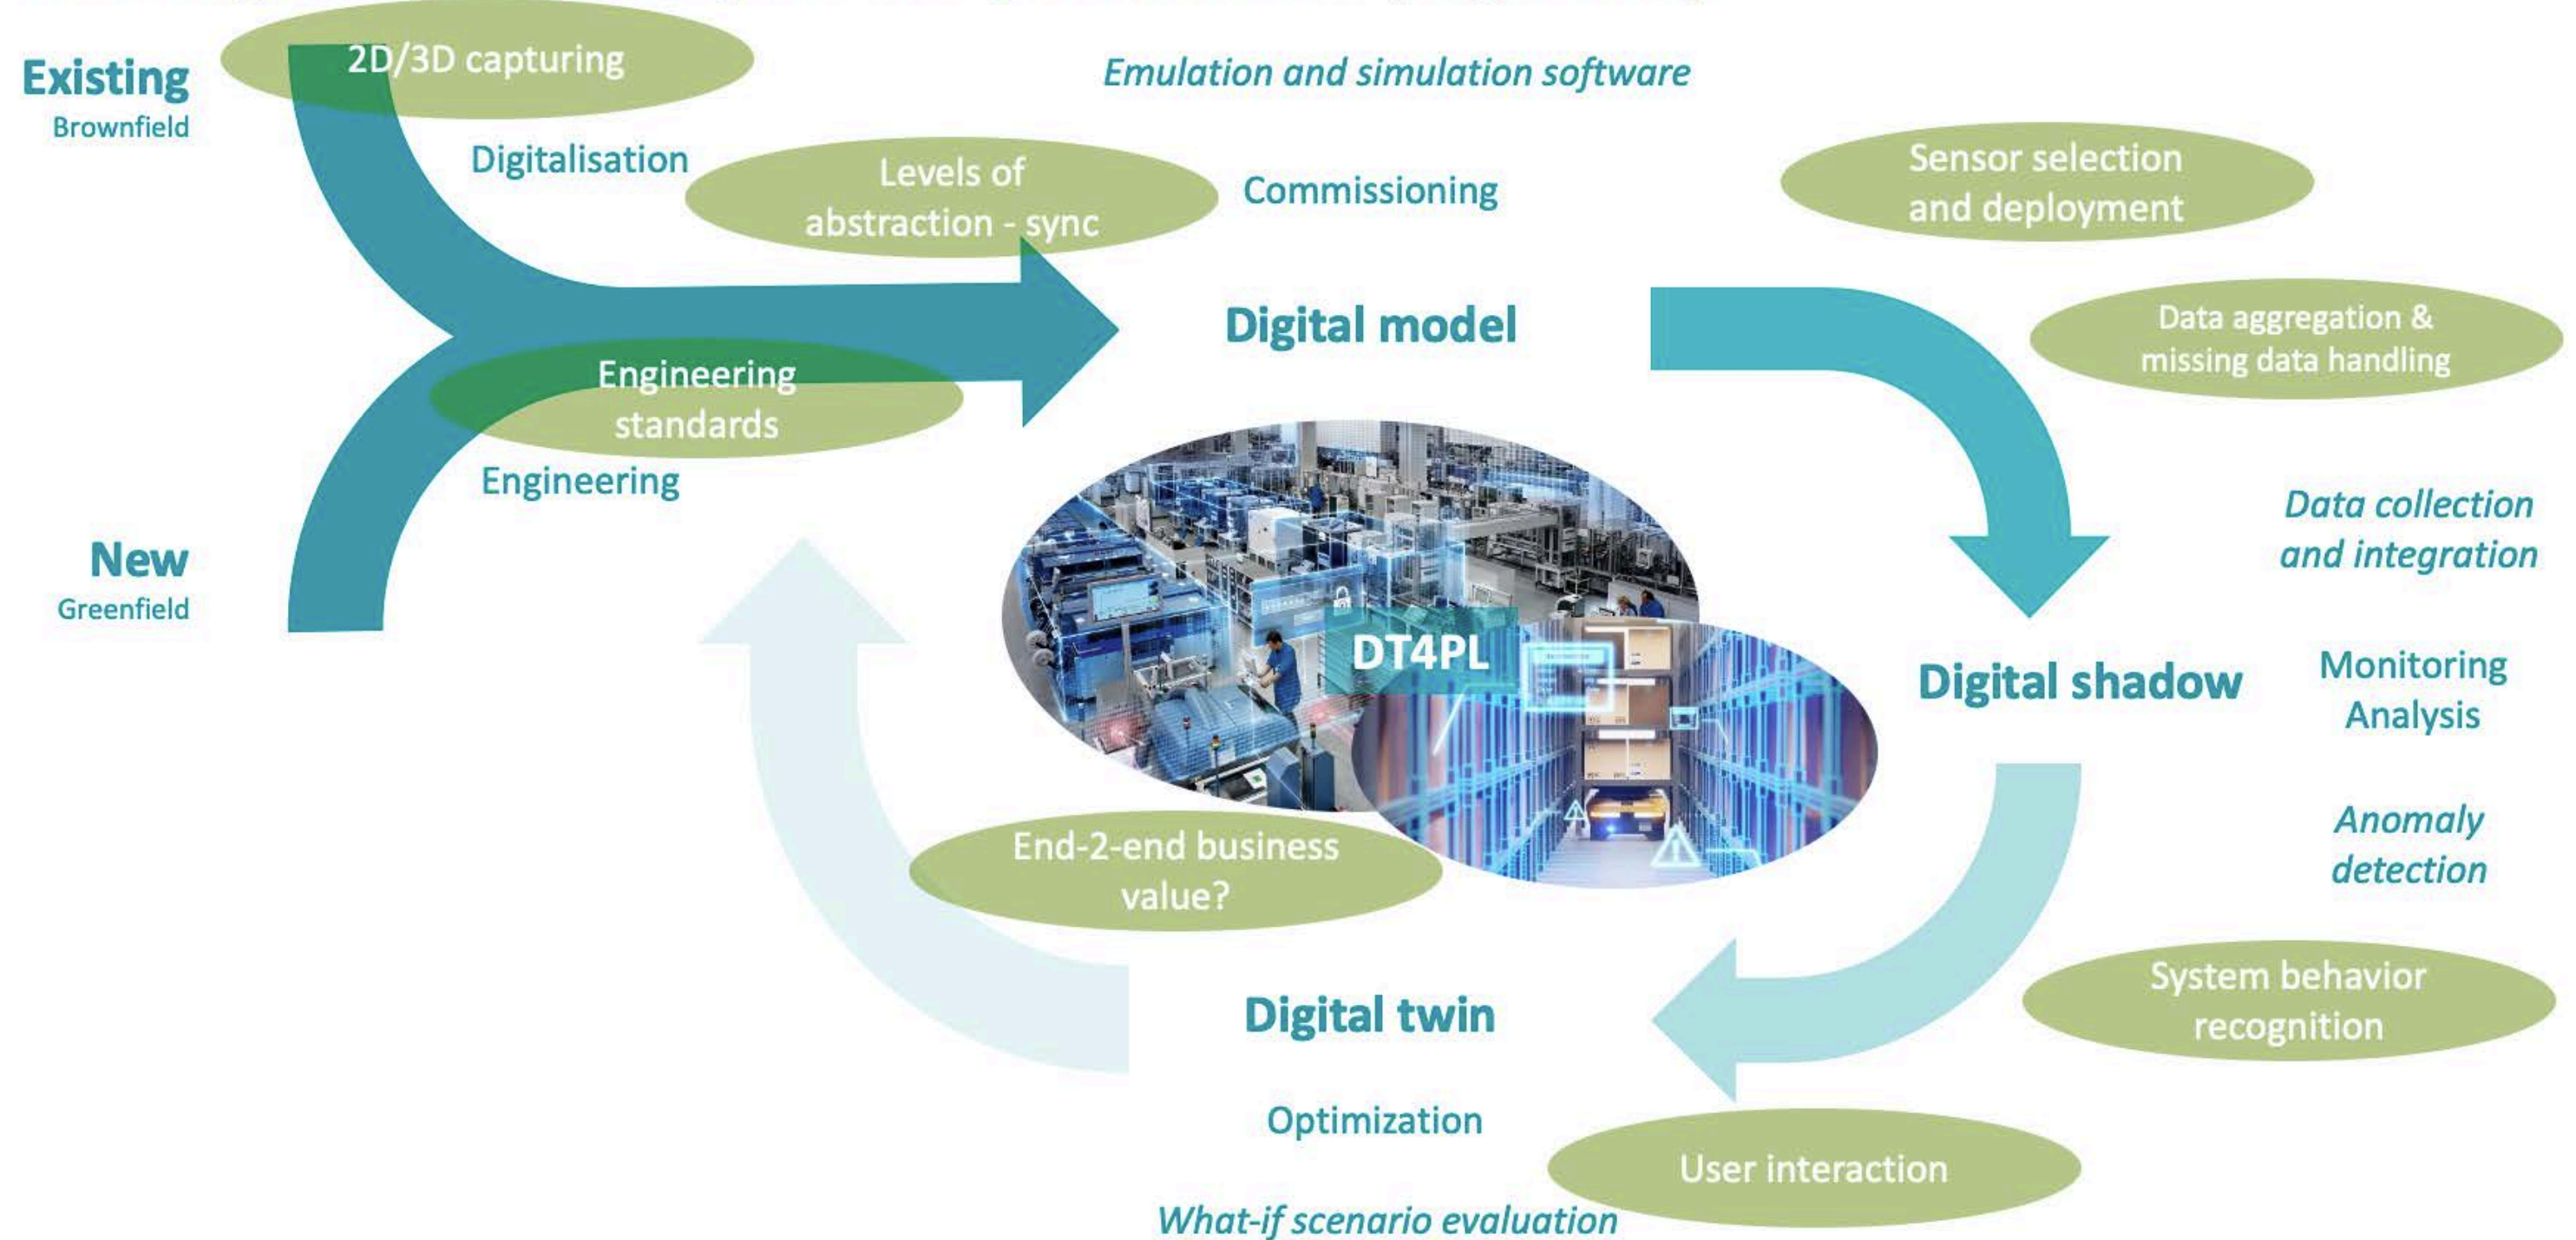 2D/3D capturing
Existing
Brownfield
Emulation and simulation software
Digitalisation
Levels of
abstraction - sync
Commissioning
Sensor selection
and deployment
Digital model
Data aggregation &
missing data handling
Engineering
standards
Engineering
New
Greenfield
Data collection
and integration
DT4PL
Digital shadow
Monitoring
Analysis
Anomaly
detection
End-2-end business
value?
System behavior
recognition
Digital twin
Optimization
User interaction
What-if scenario evaluation